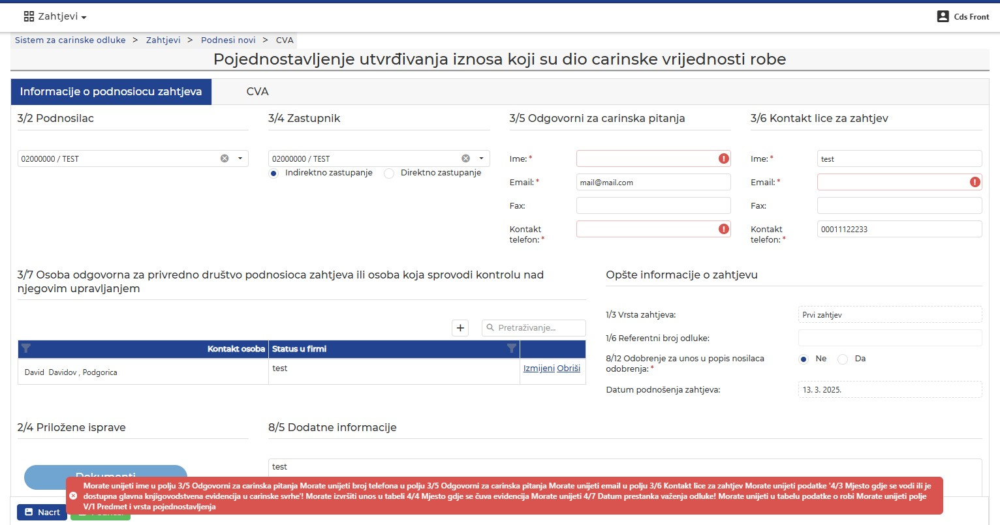 Zahtjevi
Cds Front
Sistem za carinske odluke > Zahtjevi > Podnesi novi > CVA
Pojednostavljenje utvrđivanja iznosa koji su dio carinske vrijednosti robe
Informacije o podnosiocu zahtjeva
CVA
3/2 Podnosilac
02000000 / TEST
3/4 Zastupnik
02000000 / TEST
Indirektno zastupanje
Direktno zastupanje
3/5 Odgovorni za carinska pitanja
Ime: *
Email: * mail@mail.com
Fax:
Kontakt
telefon: *
3/6 Kontakt lice za zahtjev
Ime: * test
Email: *
Fax:
Kontakt
telefon: *
00011122233
3/7 Osoba odgovorna za privredno društvo podnosioca zahtjeva ili osoba koja sprovodi kontrolu nad
njegovim upravljanjem
Pretraživanje...
Kontakt osoba Status u firmi
David Davidov , Podgorica test Izmijeni Obriši
Opšte informacije o zahtjevu
1/3 Vrsta zahtjeva: Prvi zahtjev
1/6 Referentni broj odluke:
8/12 Odobrenje za unos u popis nosilaca
odobrenja: *
Ne
Da
Datum podnošenja zahtjeva: 13. 3. 2025.
2/4 Priložene isprave
Dokumenti
8/5 Dodatne informacije
test
Morate unijeti ime u polju 3/5 Odgovorni za carinska pitanja Morate unijeti broj telefona u polju 3/5 Odgovorni za carinska pitanja Morate unijeti email u polju 3/6 Kontakt lice za zahtjev Morate unijeti podatke '4/3 Mjesto gdje se vodi ili je
dostupna glavna knjigovodstvena evidencija u carinske svrhe'! Morate izvršiti unos u tabeli 4/4 Mjesto gdje se čuva evidencija Morate unijeti 4/7 Datum prestanka važenja odluke! Morate unijeti u tabelu podatke o robi Morate unijeti polje
V/1 Predmet i vrsta pojednostavljenja
Nacrt